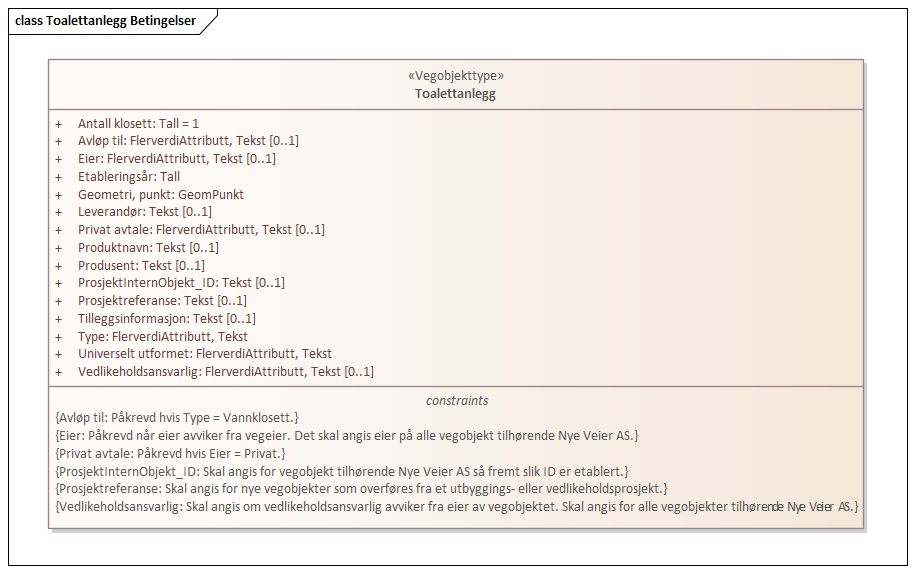 class Toalettanlegg Betingelser
«Vegobjekttype»
Toalettanlegg
+ Antall klosett: Tall = 1
+ Avløp til: FlerverdiAttributt, Tekst [0..1]
+ Eier: FlerverdiAttributt, Tekst [0..1]
+ Etableringsår: Tall
+ Geometri, punkt: GeomPunkt
+ Leverandør: Tekst [0..1]
+ Privat avtale: FlerverdiAttributt, Tekst [0..1]
+ Produktnavn: Tekst [0..1]
+ Produsent: Tekst [0..1]
+ ProsjektInternObjekt_ID: Tekst [0..1]
+ Prosjektreferanse: Tekst [0..1]
+ Tilleggsinformasjon: Tekst [0..1]
+ Type: FlerverdiAttributt, Tekst
+ Universelt utformet: FlerverdiAttributt, Tekst
+ Vedlikeholdsansvarlig: FlerverdiAttributt, Tekst [0..1]
constraints
{Avløp til: Påkrevd hvis Type = Vannklosett.}
{Eier: Påkrevd når eier avviker fra vegeier. Det skal angis eier på alle vegobjekt tilhørende Nye Veier AS.}
{Privat avtale: Påkrevd hvis Eier = Privat.}
{ProsjektInternObjekt_ID: Skal angis for vegobjekt tilhørende Nye Veier AS så fremt slik ID er etablert.}
{Prosjektreferanse: Skal angis for nye vegobjekter som overføres fra et utbyggings- eller vedlikeholdsprosjekt.}
{Vedlikeholdsansvarlig: Skal angis om vedlikeholdsansvarlig avviker fra eier av vegobjektet. Skal angis for alle vegobjekter tilhørende Nye Veier AS.}